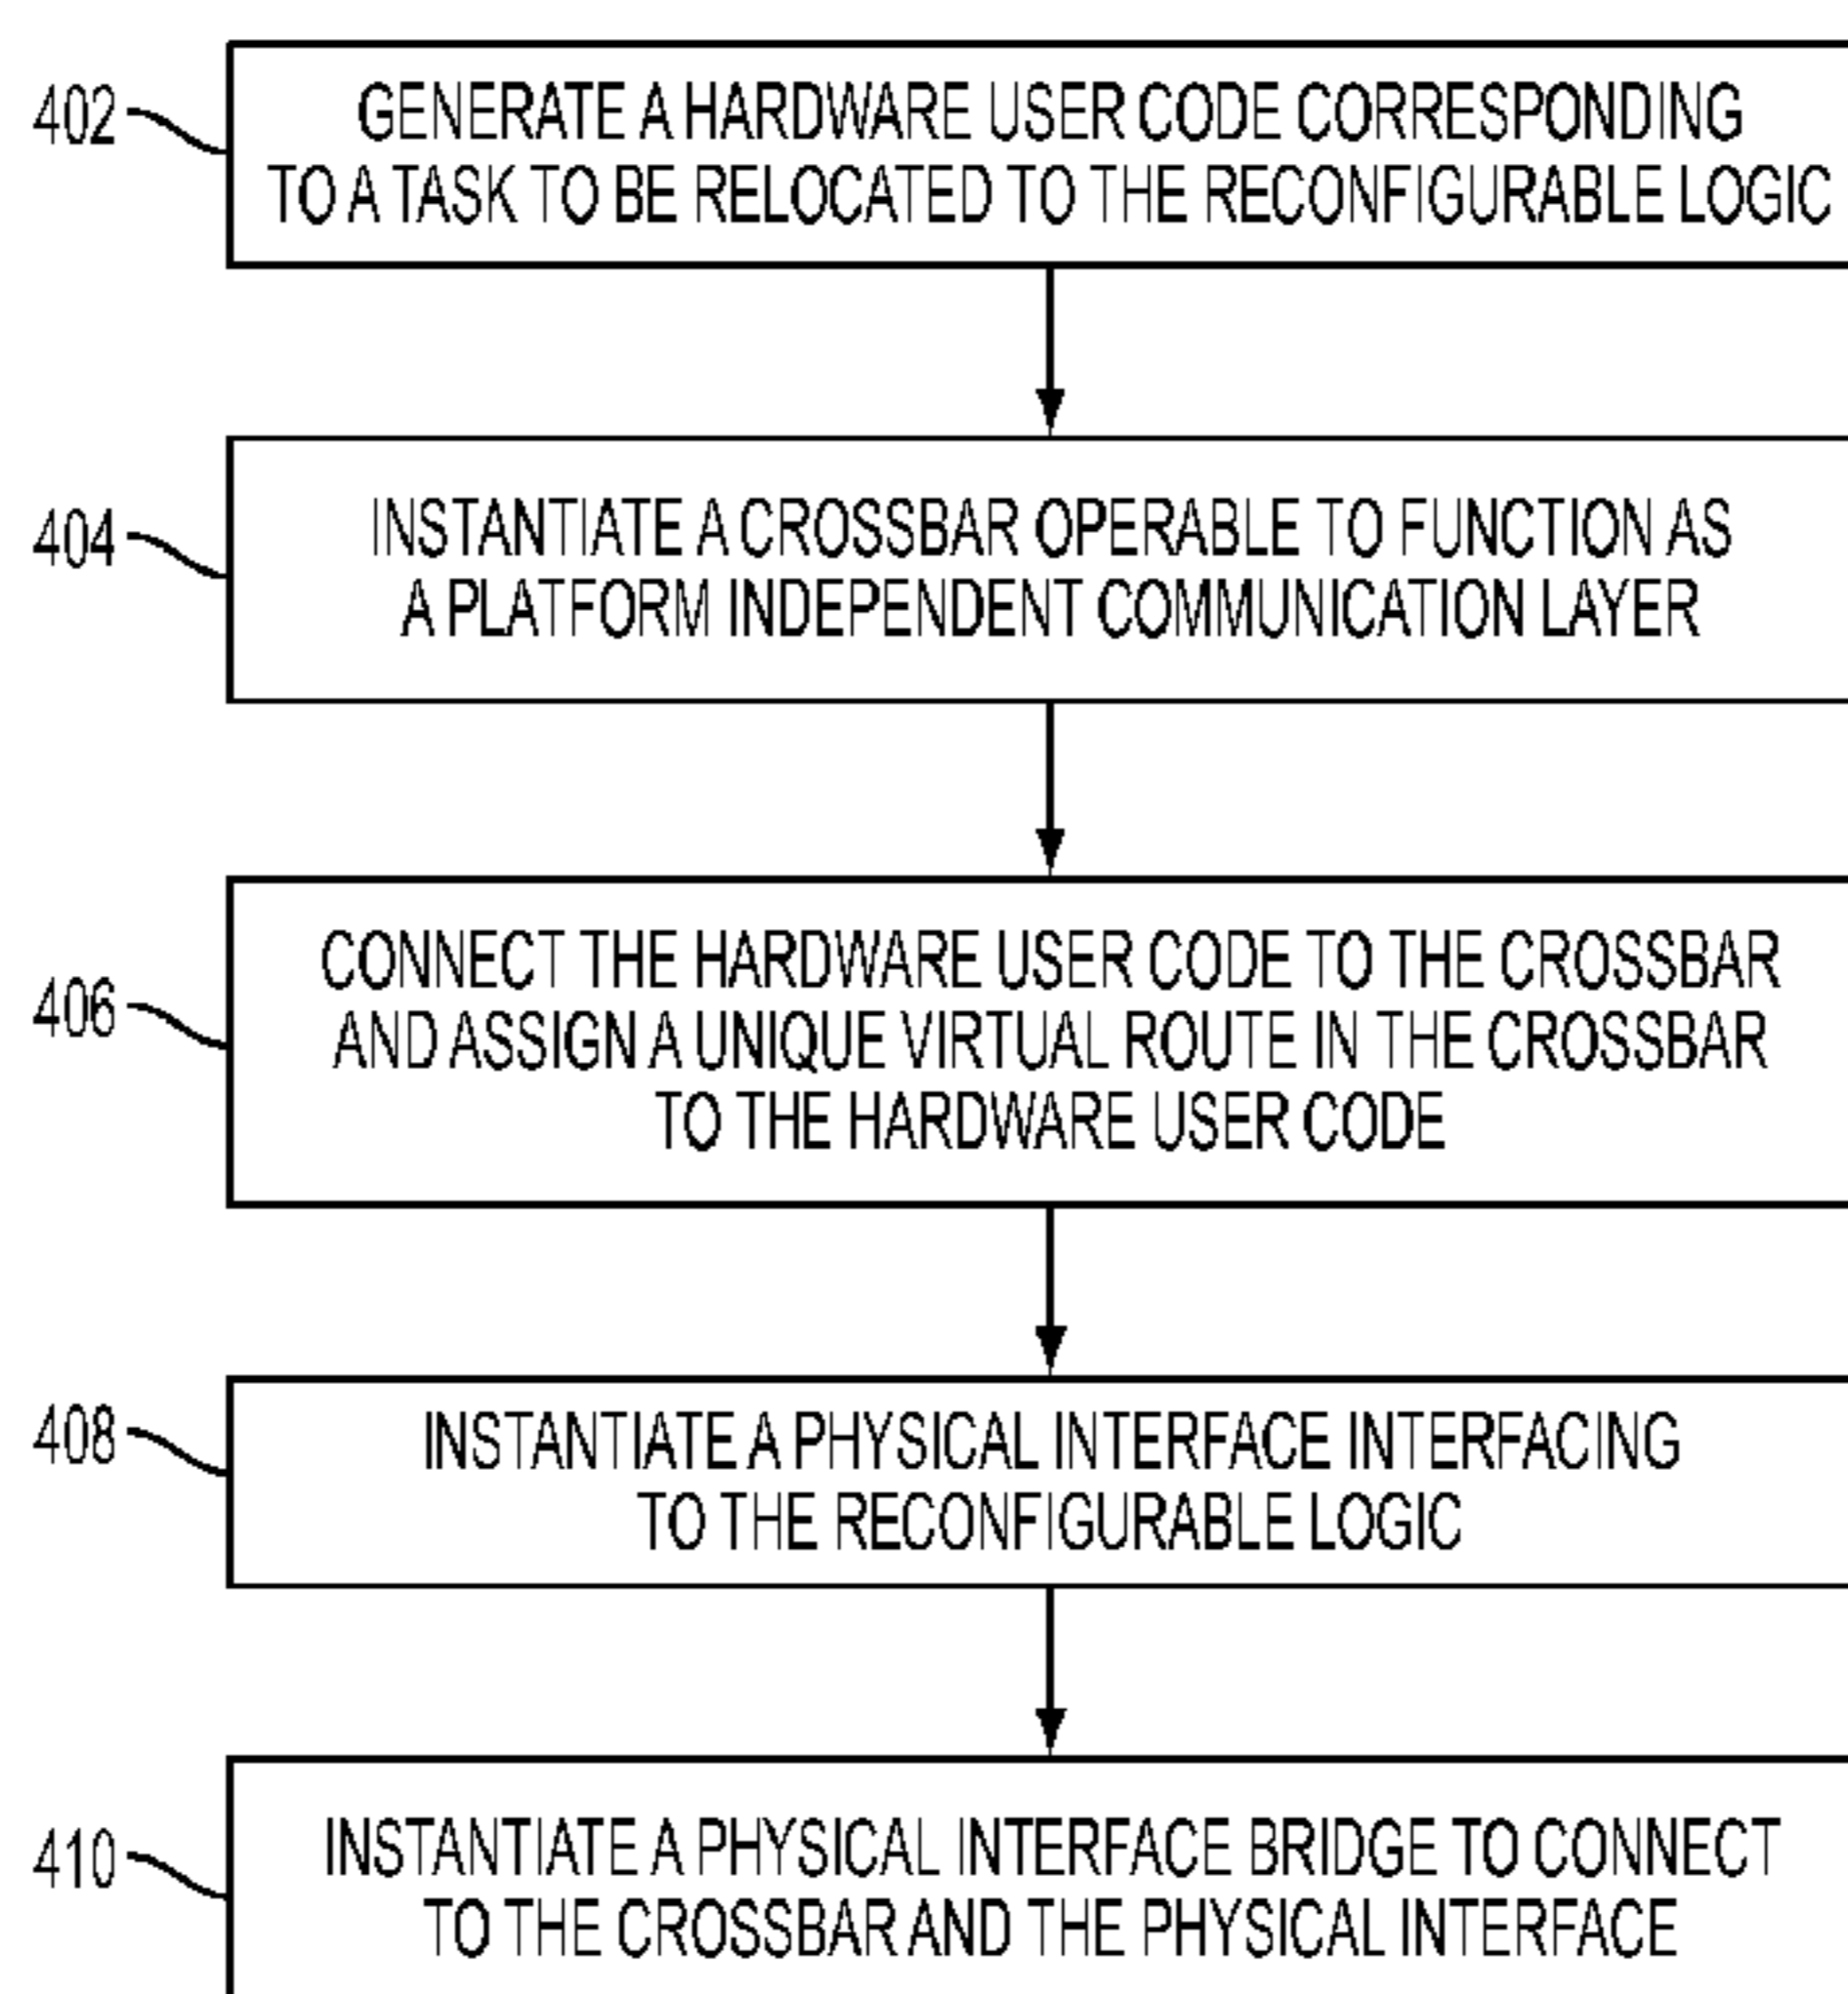 402
GENERATE A HARDWARE USER CODE CORRESPONDING
TO A TASK TO BE RELOCATED TO THE RECONFIGURABLE LOGIC
404
INSTANTIATE A CROSSBAR OPERABLE TO FUNCTION AS
A PLATFORM INDEPENDENT COMMUNICATION LAYER
406
CONNECT THE HARDWARE USER CODE TO THE CROSSBAR
AND ASSIGN A UNIQUE VIRTUAL ROUTE IN THE CROSSBAR
TO THE HARDWARE USER CODE
408
INSTANTIATE A PHYSICAL INTERFACE INTERFACING
TO THE RECONFIGURABLE LOGIC
410
INSTANTIATE A PHYSICAL INTERFACE BRIDGE TO CONNECT
TO THE CROSSBAR AND THE PHYSICAL INTERFACE